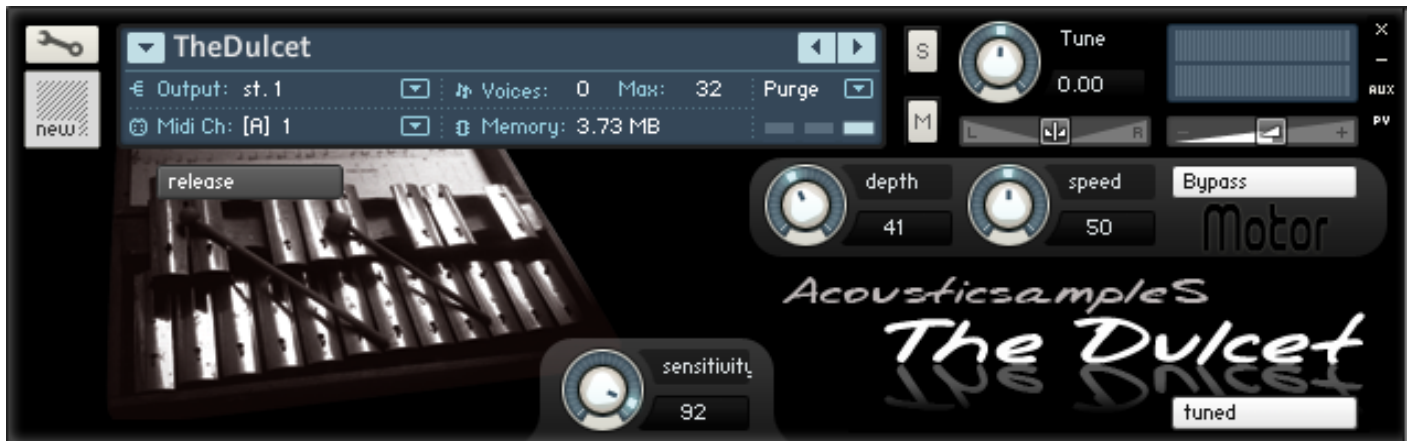 TheDulcet
Output: st. 1
Voices: 0 Max: 32
Purge
new
Midi Ch: [A] 1
Memory: 3.73 MB
S
M
Tune
0.00
L
R
-
+
×
-
AUX
PV
release
depth
41
speed
50
Bypass
Motor
AcousticsampleS
The Dulcet
sensitivity
92
tuned